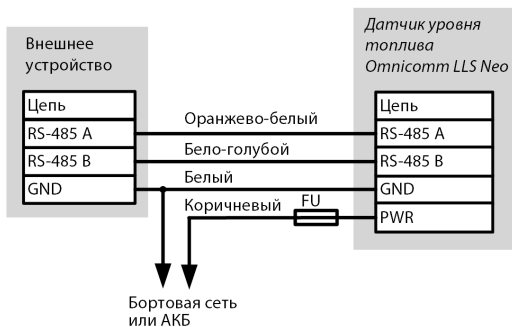 Внешнее
устройство
Цепь
RS-485 A
RS-485 B
GND
Оранжево-белый
Бело-голубой
Белый
Коричневый
FU
Датчик уровня
топлива
Omnicomm LLS Neo
Цепь
RS-485 A
RS-485 B
GND
PWR
Бортовая сеть
или АКБ